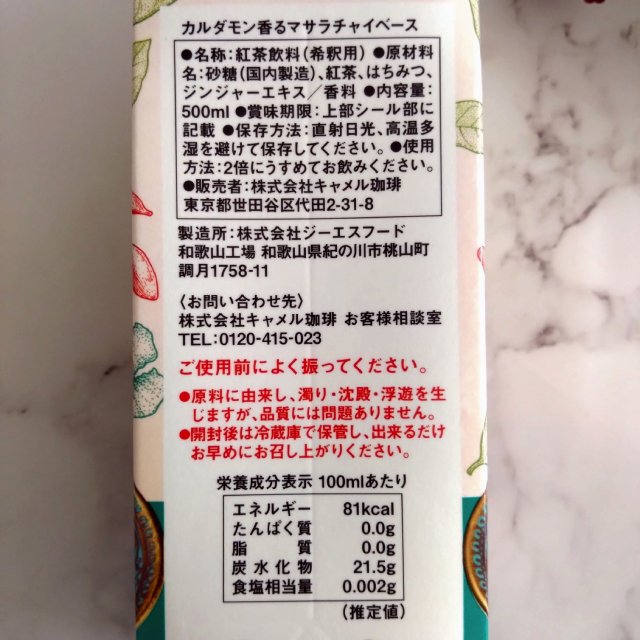 カルダモン香るマサラチャイベース
●名称:紅茶飲料(希釈用) ●原材料
名:砂糖(国内製造)、紅茶、はちみつ、
ジンジャーエキス/香料 ●内容量:
500ml ●賞味期限:上部シール部に
記載 ●保存方法:直射日光、高温多
湿を避けて保存してください。●使用
方法:2倍にうすめてお飲みください。
●販売者:株式会社キャメル珈琲
東京都世田谷区代田2-31-8
製造所:株式会社ジーエスフード
和歌山工場 和歌山県紀の川市桃山町
調月1758-11
〈お問い合わせ先〉
株式会社キャメル珈琲 お客様相談室
TEL:0120-415-023
ご使用前によく振ってください。
●原料に由来し、濁り・沈殿・浮遊を生
じますが、品質には問題ありません。
●開封後は冷蔵庫で保管し、出来るだけ
お早めにお召し上がりください。
栄養成分表示 100mlあたり
エネルギー 81kcal
たんぱく質 0.0g
脂質 0.0g
炭水化物 21.5g
食塩相当量 0.002g
(推定値)